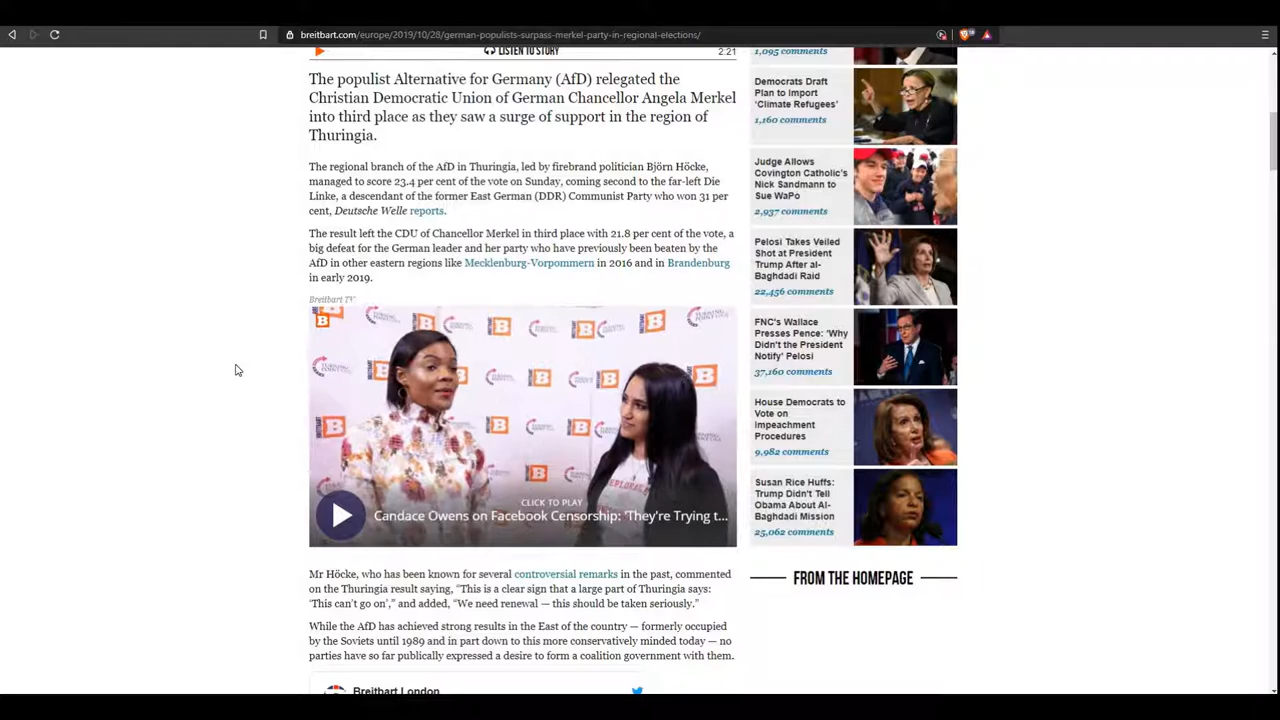 breitbart.com/europe/2019/10/28/german-populists-surpass-merkel-party-in-regional-elections/
LISTEN TO STORY
2:21
The populist Alternative for Germany (AfD) relegated the
Christian Democratic Union of German Chancellor Angela Merkel
into third place as they saw a surge of support in the region of
Thuringia.
The regional branch of the AfD in Thuringia, led by firebrand politician Björn Höcke,
managed to score 23.4 per cent of the vote on Sunday, coming second to the far-left Die
Linke, a descendant of the former East German (DDR) Communist Party who won 31 per
cent, Deutsche Welle reports.
The result left the CDU of Chancellor Merkel in third place with 21.8 per cent of the vote, a
big defeat for the German leader and her party who have previously been beaten by the
AfD in other eastern regions like Mecklenburg-Vorpommern in 2016 and in Brandenburg
in early 2019.
Breitbart TV
B
CLICK TO PLAY
Candace Owens on Facebook Censorship: 'They're Trying t...
Mr Höcke, who has been known for several controversial remarks in the past, commented
on the Thuringia result saying, “This is a clear sign that a large part of Thuringia says:
‘This can’t go on’,” and added, “We need renewal — this should be taken seriously.”
While the AfD has achieved strong results in the East of the country — formerly occupied
by the Soviets until 1989 and in part down to this more conservatively minded today — no
parties have so far publically expressed a desire to form a coalition government with them.
Breitbart London
1,095 comments
Democrats Draft
Plan to Import
‘Climate Refugees’
1,160 comments
Judge Allows
Covington Catholic's
Nick Sandmann to
Sue WaPo
2,937 comments
Pelosi Takes Veiled
Shot at President
Trump After al-
Baghdadi Raid
22,456 comments
FNC's Wallace
Presses Pence: 'Why
Didn't the President
Notify' Pelosi
37,160 comments
House Democrats to
Vote on
Impeachment
Procedures
9,982 comments
Susan Rice Huffs:
Trump Didn't Tell
Obama About Al-
Baghdadi Mission
25,062 comments
FROM THE HOMEPAGE